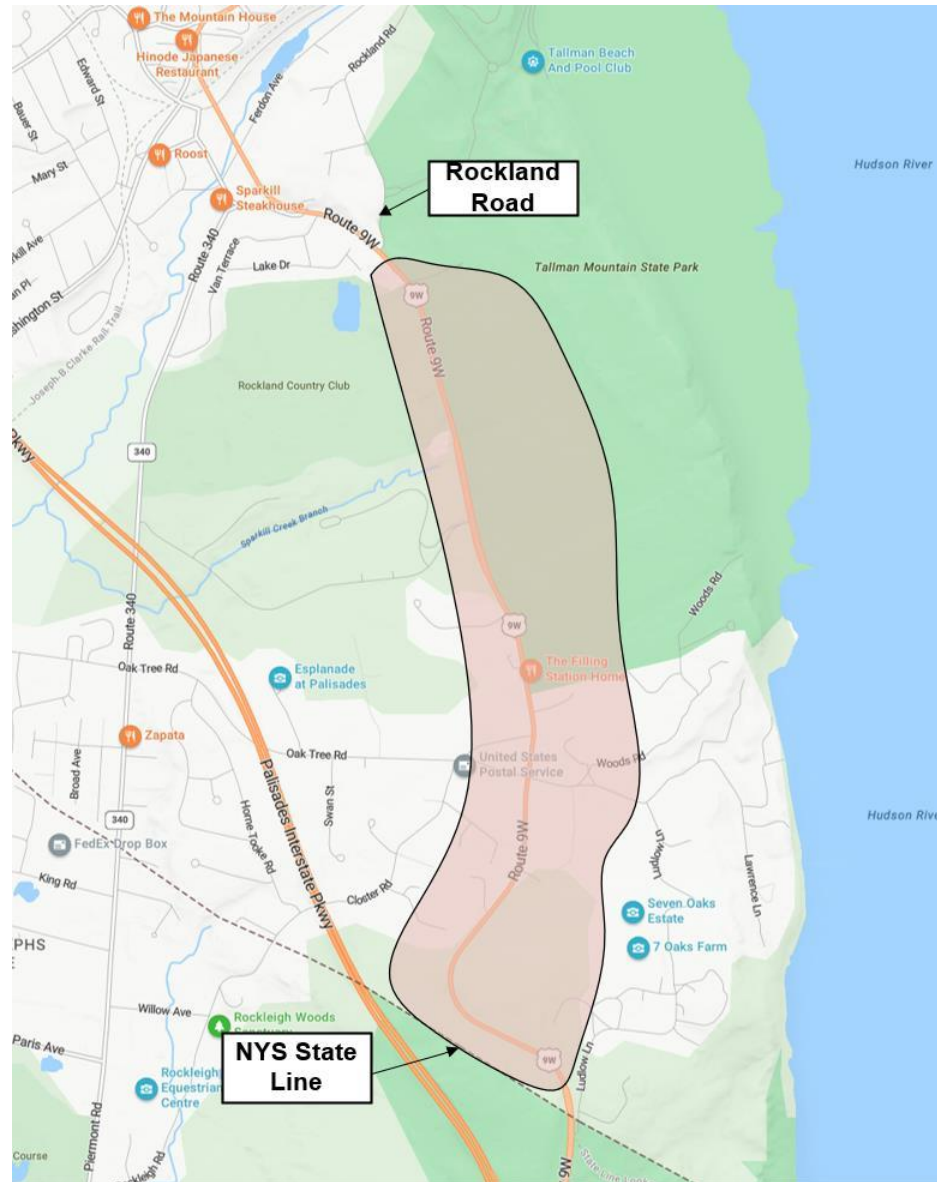 The Mountain House
Hinode Japanese
Restaurant
Edward St
Bauer St
Mary St
Roost
Ferdon Ave
Rockland Rd
Tallman Beach
And Pool Club
Hudson River
Sparkill
Steakhouse
Rockland
Road
Route 9W
Route 340
Van Terrace
Lake Dr
Tallman Mountain State Park
9W
Route 9W
Joseph B Clarke Rail Trail
Rockland Country Club
340
Pkwy
Sparkill Creek Branch
Woods Rd
9W
Route 340
Oak Tree Rd
Esplanade
at Palisades
The Filling
Station Home
Zapata
Broad Ave
Oak Tree Rd
United States
Postal Service
Woods Rd
Swan St
Palisades Interstate Pkwy
Horne Tooke Rd
340
FedEx Drop Box
King Rd
Route 9W
Hudson Rive
Ludlow Ln
Lawrence Ln
Closter Rd
Seven Oaks
Estate
7 Oaks Farm
PHS
Willow Ave
Rockleigh Woods
Paris Ave
NYS State
Line
9W
Ludlow Ln
Equestrian
Centre
Piermont Rd
Course
9W
State Line